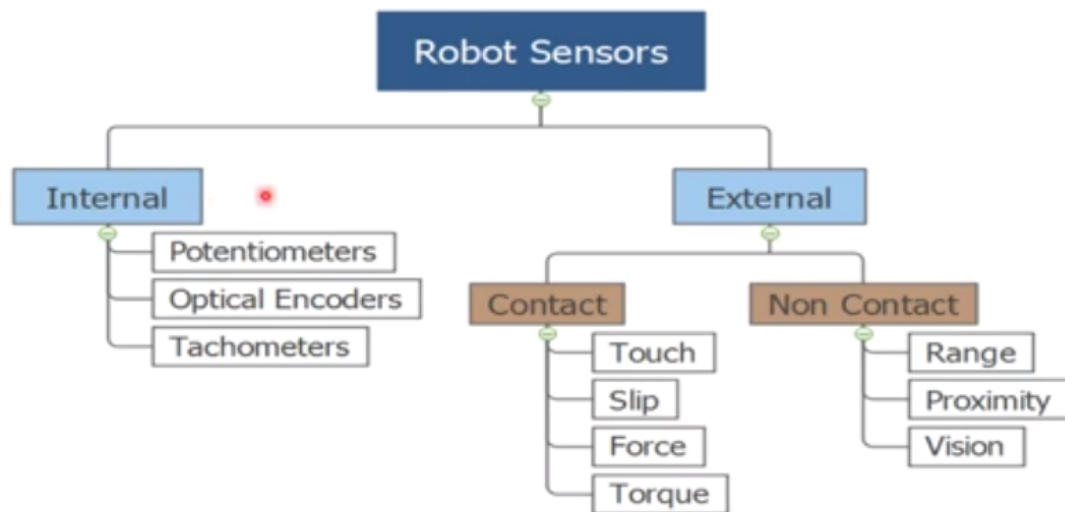 Robot Sensors
Internal
Potentiometers
Optical Encoders
Tachometers
External
Contact
Touch
Slip
Force
Torque
Non Contact
Range
Proximity
Vision